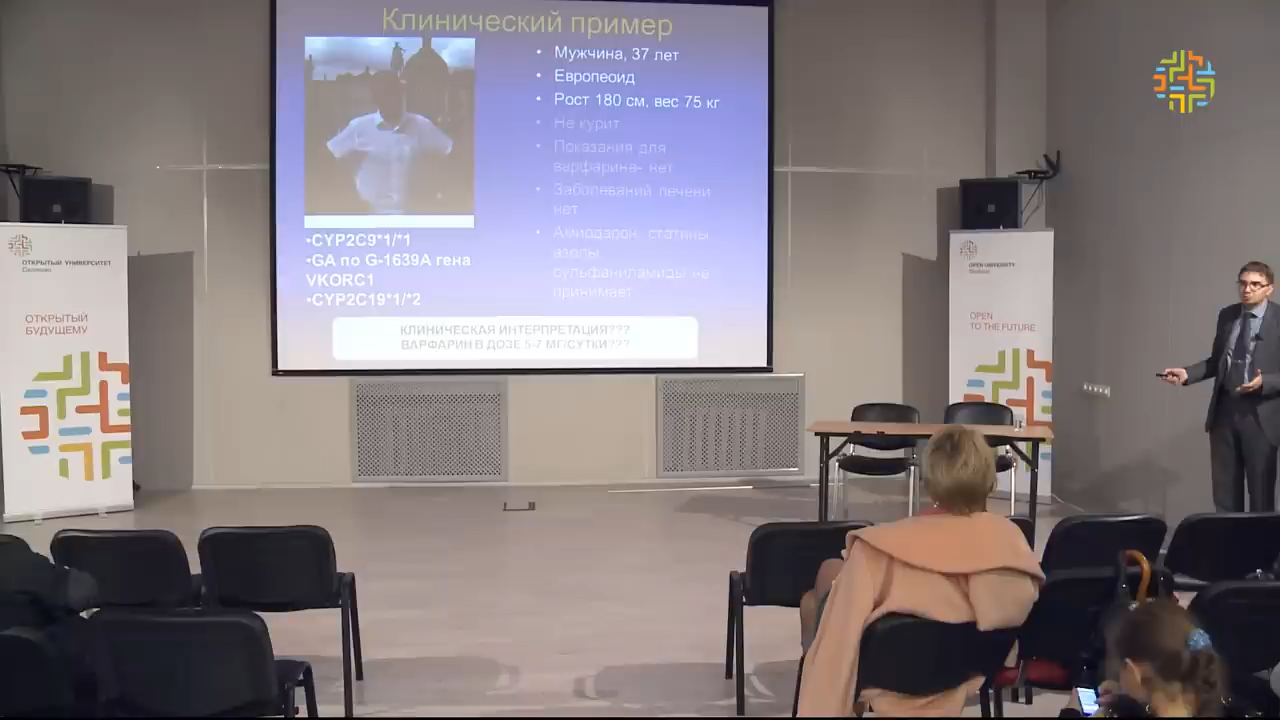 Клинический пример
• Мужчина, 37 лет
• Европеоид
• Рост 180 см, вес 75 кг
• Не курит
• Показания для
варфарина- нет
• Заболеваний печени
нет
• Амиодарон, статины
азолы,
сульфаниламиды не
принимает
•CYP2C9*1/*1
•GA по G-1639A гена
VKORC1
•CYP2C19*1/*2
КЛИНИЧЕСКАЯ ИНТЕРПРЕТАЦИЯ???
ВАРФАРИН В ДОЗЕ 5-7 МГ/СУТКИ???
ОТКРЫТЫЙ УНИВЕРСИТЕТ
Сколково
ОТКРЫТЫЙ
БУДУЩЕМУ
OPEN UNIVERSITY
Skolkovo
OPEN
TO THE FUTURE